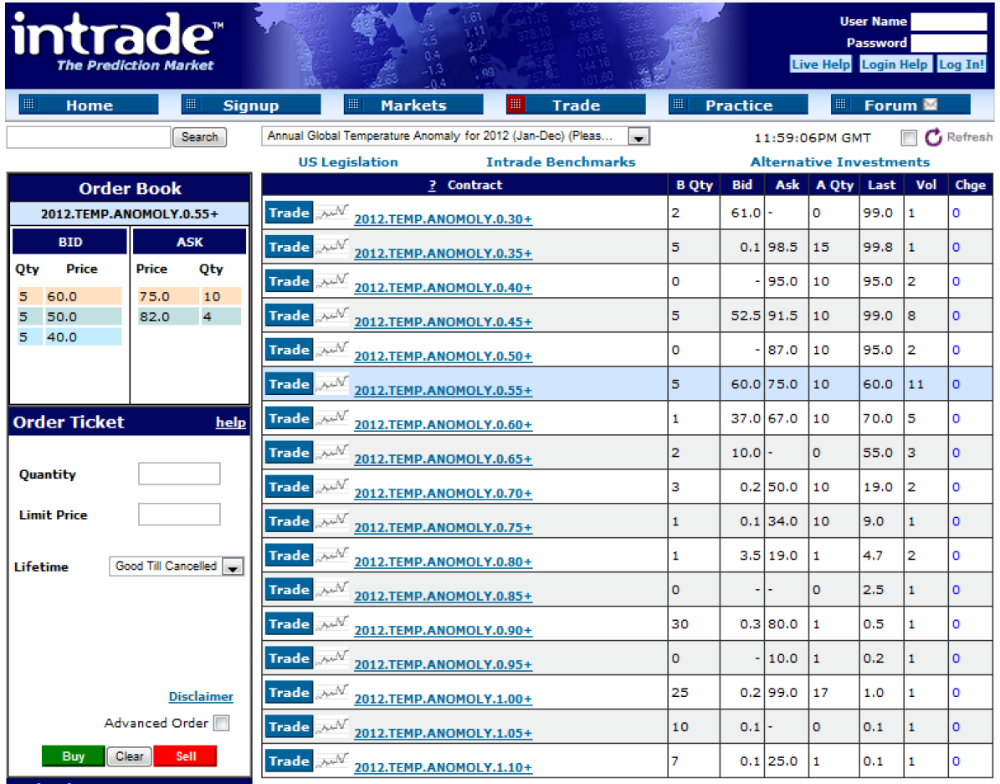 intrade™
The Prediction Market
User Name
Password
Live Help Login Help Log In!
Home Signup Markets Trade Practice Forum
Search Annual Global Temperature Anomaly for 2012 (Jan-Dec) (Pleas... 11:59:06PM GMT Refresh
US Legislation Intrade Benchmarks Alternative Investments
Order Book
2012.TEMP.ANOMOLY.0.55+
BID ASK
Qty Price Price Qty
5 60.0 75.0 10
5 50.0 82.0 4
5 40.0
Order Ticket help
Quantity
Limit Price
Lifetime Good Till Cancelled
Disclaimer
Advanced Order
Buy Clear Sell
? Contract B Qty Bid Ask A Qty Last Vol Chge
Trade 2012.TEMP.ANOMOLY.0.30+ 2 61.0 - 0 99.0 1 0
Trade 2012.TEMP.ANOMOLY.0.35+ 5 0.1 98.5 15 99.8 1 0
Trade 2012.TEMP.ANOMOLY.0.40+ 0 - 95.0 10 95.0 2 0
Trade 2012.TEMP.ANOMOLY.0.45+ 5 52.5 91.5 10 99.0 8 0
Trade 2012.TEMP.ANOMOLY.0.50+ 0 - 87.0 10 95.0 2 0
Trade 2012.TEMP.ANOMOLY.0.55+ 5 60.0 75.0 10 60.0 11 0
Trade 2012.TEMP.ANOMOLY.0.60+ 1 37.0 67.0 10 70.0 5 0
Trade 2012.TEMP.ANOMOLY.0.65+ 2 10.0 - 0 55.0 3 0
Trade 2012.TEMP.ANOMOLY.0.70+ 3 0.2 50.0 10 19.0 2 0
Trade 2012.TEMP.ANOMOLY.0.75+ 1 0.1 34.0 10 9.0 1 0
Trade 2012.TEMP.ANOMOLY.0.80+ 1 3.5 19.0 1 4.7 2 0
Trade 2012.TEMP.ANOMOLY.0.85+ 0 - - 0 2.5 1 0
Trade 2012.TEMP.ANOMOLY.0.90+ 30 0.3 80.0 1 0.5 1 0
Trade 2012.TEMP.ANOMOLY.0.95+ 0 - 10.0 1 0.2 1 0
Trade 2012.TEMP.ANOMOLY.1.00+ 25 0.2 99.0 17 1.0 1 0
Trade 2012.TEMP.ANOMOLY.1.05+ 10 0.1 - 0 0.1 1 0
Trade 2012.TEMP.ANOMOLY.1.10+ 7 0.1 25.0 1 0.1 1 0